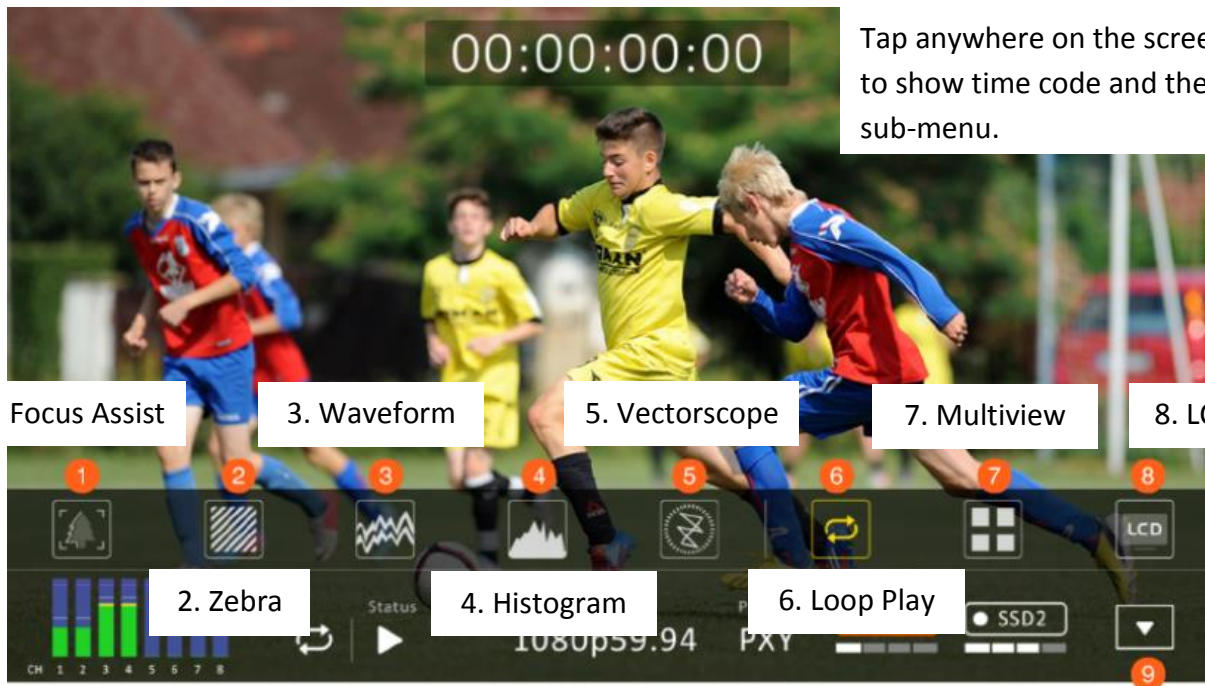 00:00:00:00
Tap anywhere on the
to show time code and
sub-menu.
Focus Assist
3. Waveform
5. Vectorscope
7. Multiview
8.
1
2
3
4
5
6
7
8
LCD
2. Zebra
Status
4. Histogram
6. Loop Play
SSD2
1080p59.94
PXY
CH 1 2 3 4 5 6 7 8
9